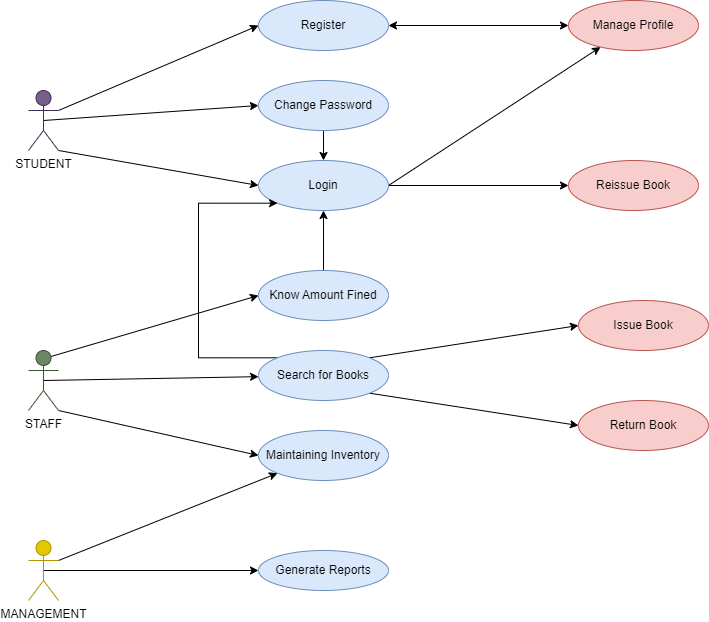 Register
Manage Profile
Change Password
STUDENT
Login
Reissue Book
Know Amount Fined
Issue Book
Search for Books
STAFF
Return Book
Maintaining Inventory
Generate Reports
MANAGEMENT